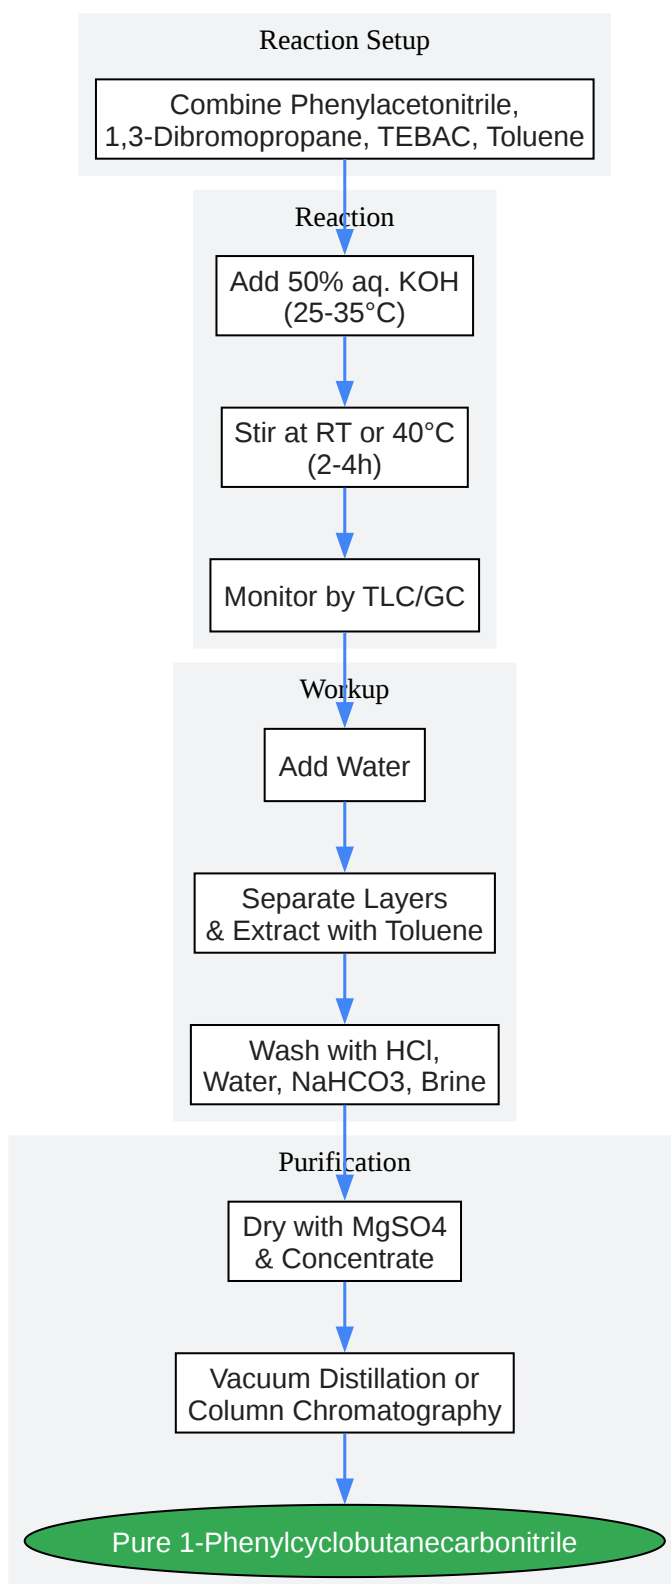 Reaction Setup
Combine Phenylacetonitrile,
1,3-Dibromopropane, TEBAC, Toluene
Reaction
Add 50% aq. KOH
(25-35°C)
Stir at RT or 40°C
(2-4h)
Monitor by TLC/GC
Workup
Add Water
Separate Layers
& Extract with Toluene
Wash with HCl,
Water, NaHCO3, Brine
Purification
Dry with MgSO4
& Concentrate
Vacuum Distillation or
Column Chromatography
Pure 1-Phenylcyclobutanecarbonitrile